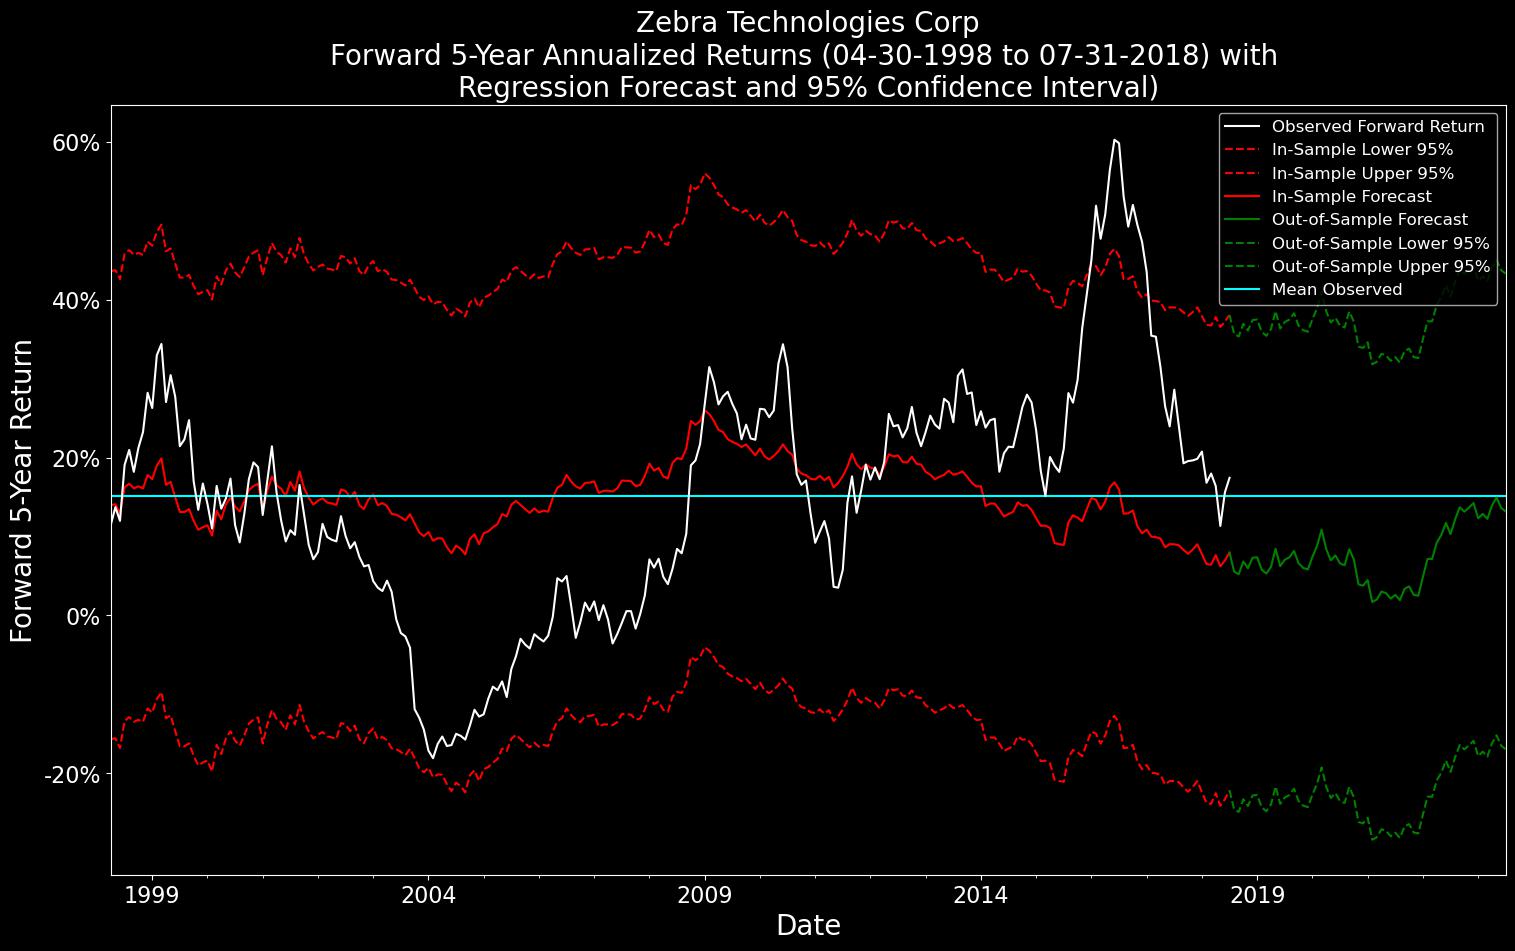 Zebra Technologies Corp
Forward 5-Year Annualized Returns (04-30-1998 to 07-31-2018) with
Regression Forecast and 95% Confidence Interval)
Forward 5-Year Return
60%
40%
20%
0%
-20%
Observed Forward Return
In-Sample Lower 95%
In-Sample Upper 95%
In-Sample Forecast
Out-of-Sample Forecast
Out-of-Sample Lower 95%
Out-of-Sample Upper 95%
Mean Observed
1999
2004
2009
2014
2019
Date